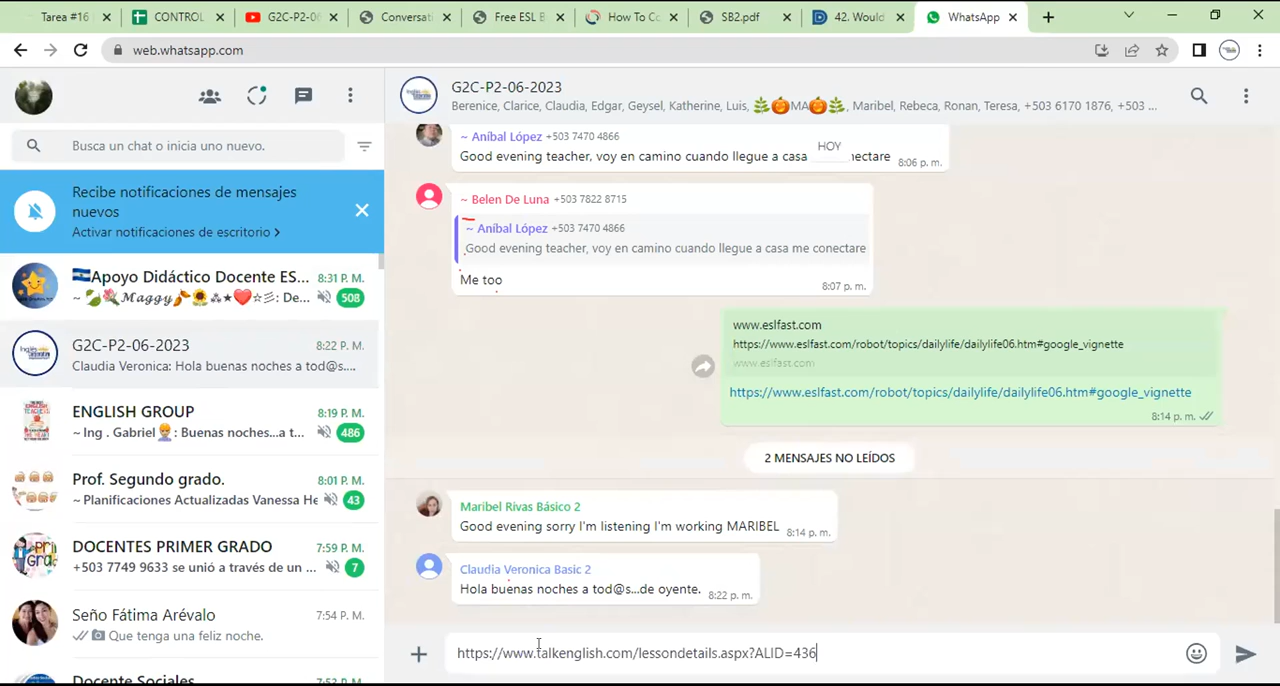 Tarea #16
CONTROL
G2C-P2-06
Conversati
Free ESL B
How To Co
SB2.pdf
42. Would
WhatsApp
web.whatsapp.com
G2C-P2-06-2023
Berenice, Clarice, Claudia, Edgar, Geysel, Katherine, Luis, 🌿🎃MA🎃🌿, Maribel, Rebeca, Ronan, Teresa, +503 6170 1876, +503 ...
Busca un chat o inicia uno nuevo.
Recibe notificaciones de mensajes
nuevos
Activar notificaciones de escritorio >
🇸🇻Apoyo Didáctico Docente ES... 8:31 P. M.
~ 🍃🌺𝓜𝓪𝓰𝓰𝔂🍂🌻⁂★❤️☆彡: De... 508
G2C-P2-06-2023 8:22 P. M.
Claudia Veronica: Hola buenas noches a tod@s....
ENGLISH GROUP 8:19 P. M.
~ Ing . Gabriel👷: Buenas noches...a t... 486
Prof. Segundo grado. 8:01 P. M.
~ Planificaciones Actualizadas Vanessa He 43
DOCENTES PRIMER GRADO 7:59 P. M.
+503 7749 9633 se unió a través de un ... 7
Seño Fátima Arévalo 7:54 P. M.
Que tenga una feliz noche.
Docente Sociales 7:53 P. M.
~ Aníbal López +503 7470 4866
HOY
Good evening teacher, voy en camino cuando llegue a casa nectare 8:06 p. m.
~ Belen De Luna +503 7822 8715
~ Aníbal López +503 7470 4866
Good evening teacher, voy en camino cuando llegue a casa me conectare
Me too
8:07 p. m.
www.eslfast.com
https://www.eslfast.com/robot/topics/dailylife/dailylife06.htm#google_vignette
www.eslfast.com
https://www.eslfast.com/robot/topics/dailylife/dailylife06.htm#google_vignette
8:14 p. m.
2 MENSAJES NO LEÍDOS
Maribel Rivas Básico 2
Good evening sorry I'm listening I'm working MARIBEL 8:14 p. m.
Claudia Veronica Basic 2
Hola buenas noches a tod@s...de oyente. 8:22 p. m.
https://www.talkenglish.com/lessondetails.aspx?ALID=436